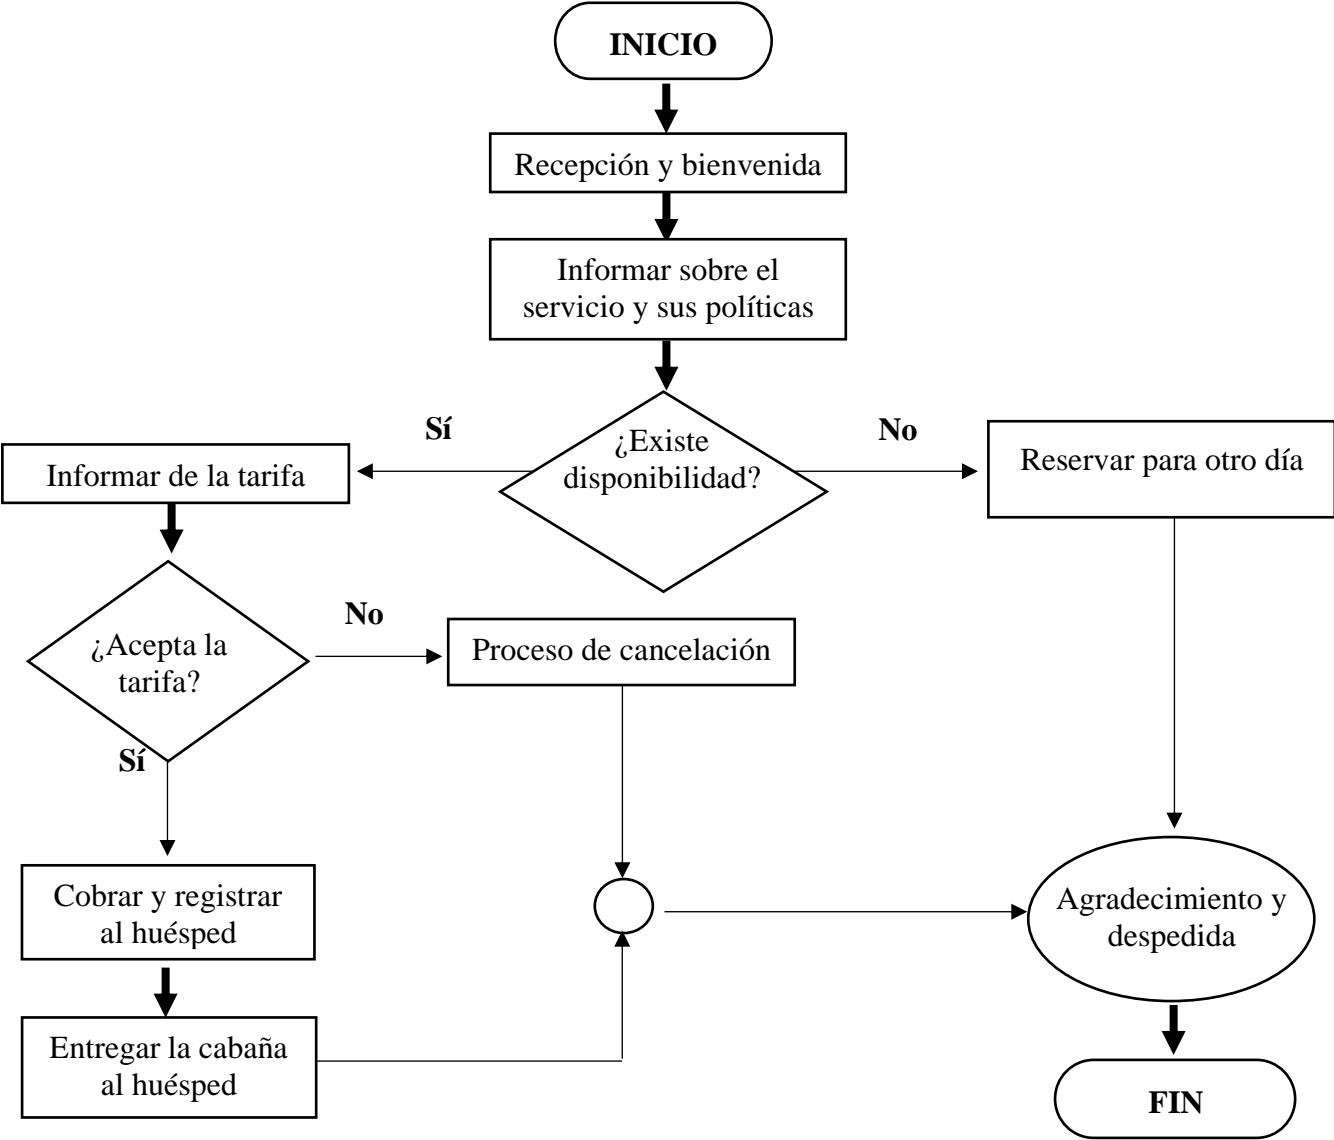 INICIO
Recepción y bienvenida
Informar sobre el
servicio y sus políticas
Sí
¿Existe
disponibilidad?
No
Informar de la tarifa
Reservar para otro día
¿Acepta la
tarifa?
No
Proceso de cancelación
Sí
Cobrar y registrar
al huésped
Agradecimiento y
despedida
Entregar la cabaña
al huésped
FIN